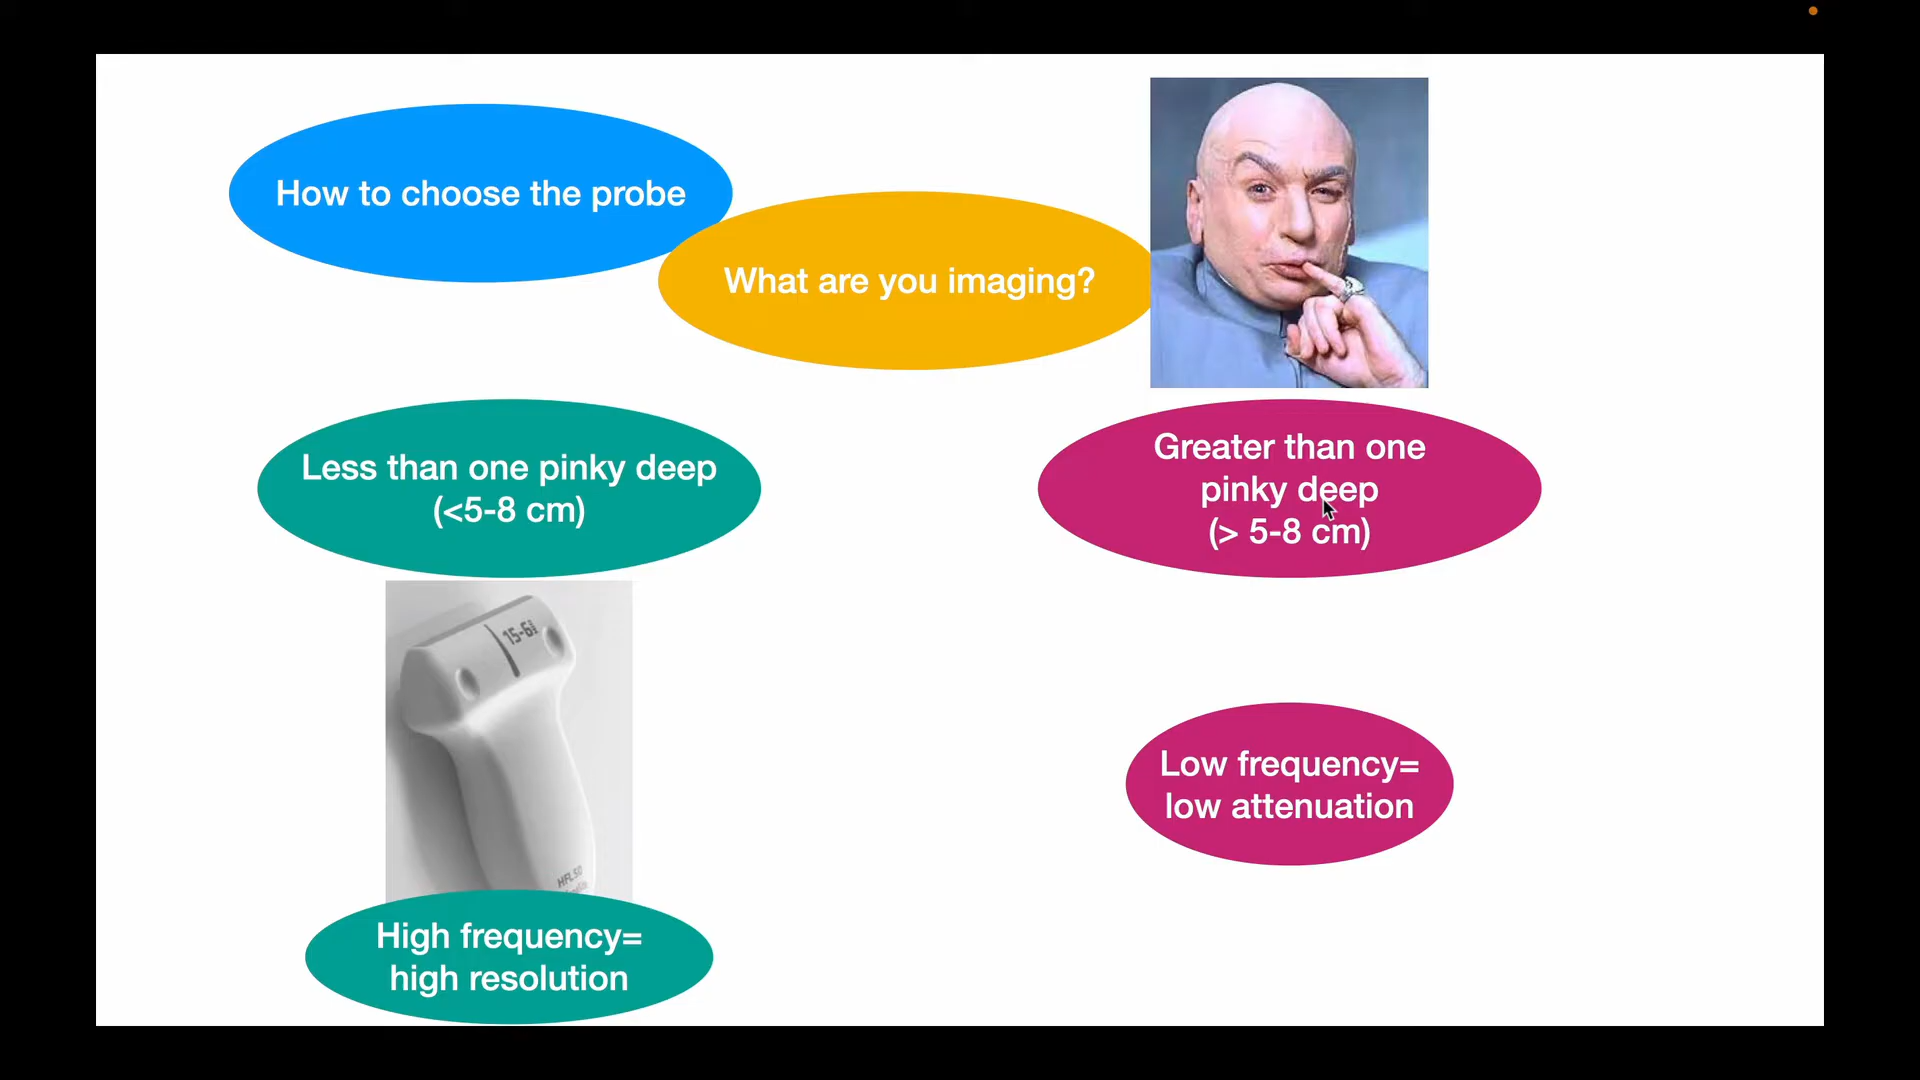 How to choose the probe
What are you imaging?
Less than one pinky deep
(<5-8 cm)
Greater than one
pinky deep
(> 5-8 cm)
15-6
HFL50
Low frequency=
low attenuation
High frequency=
high resolution